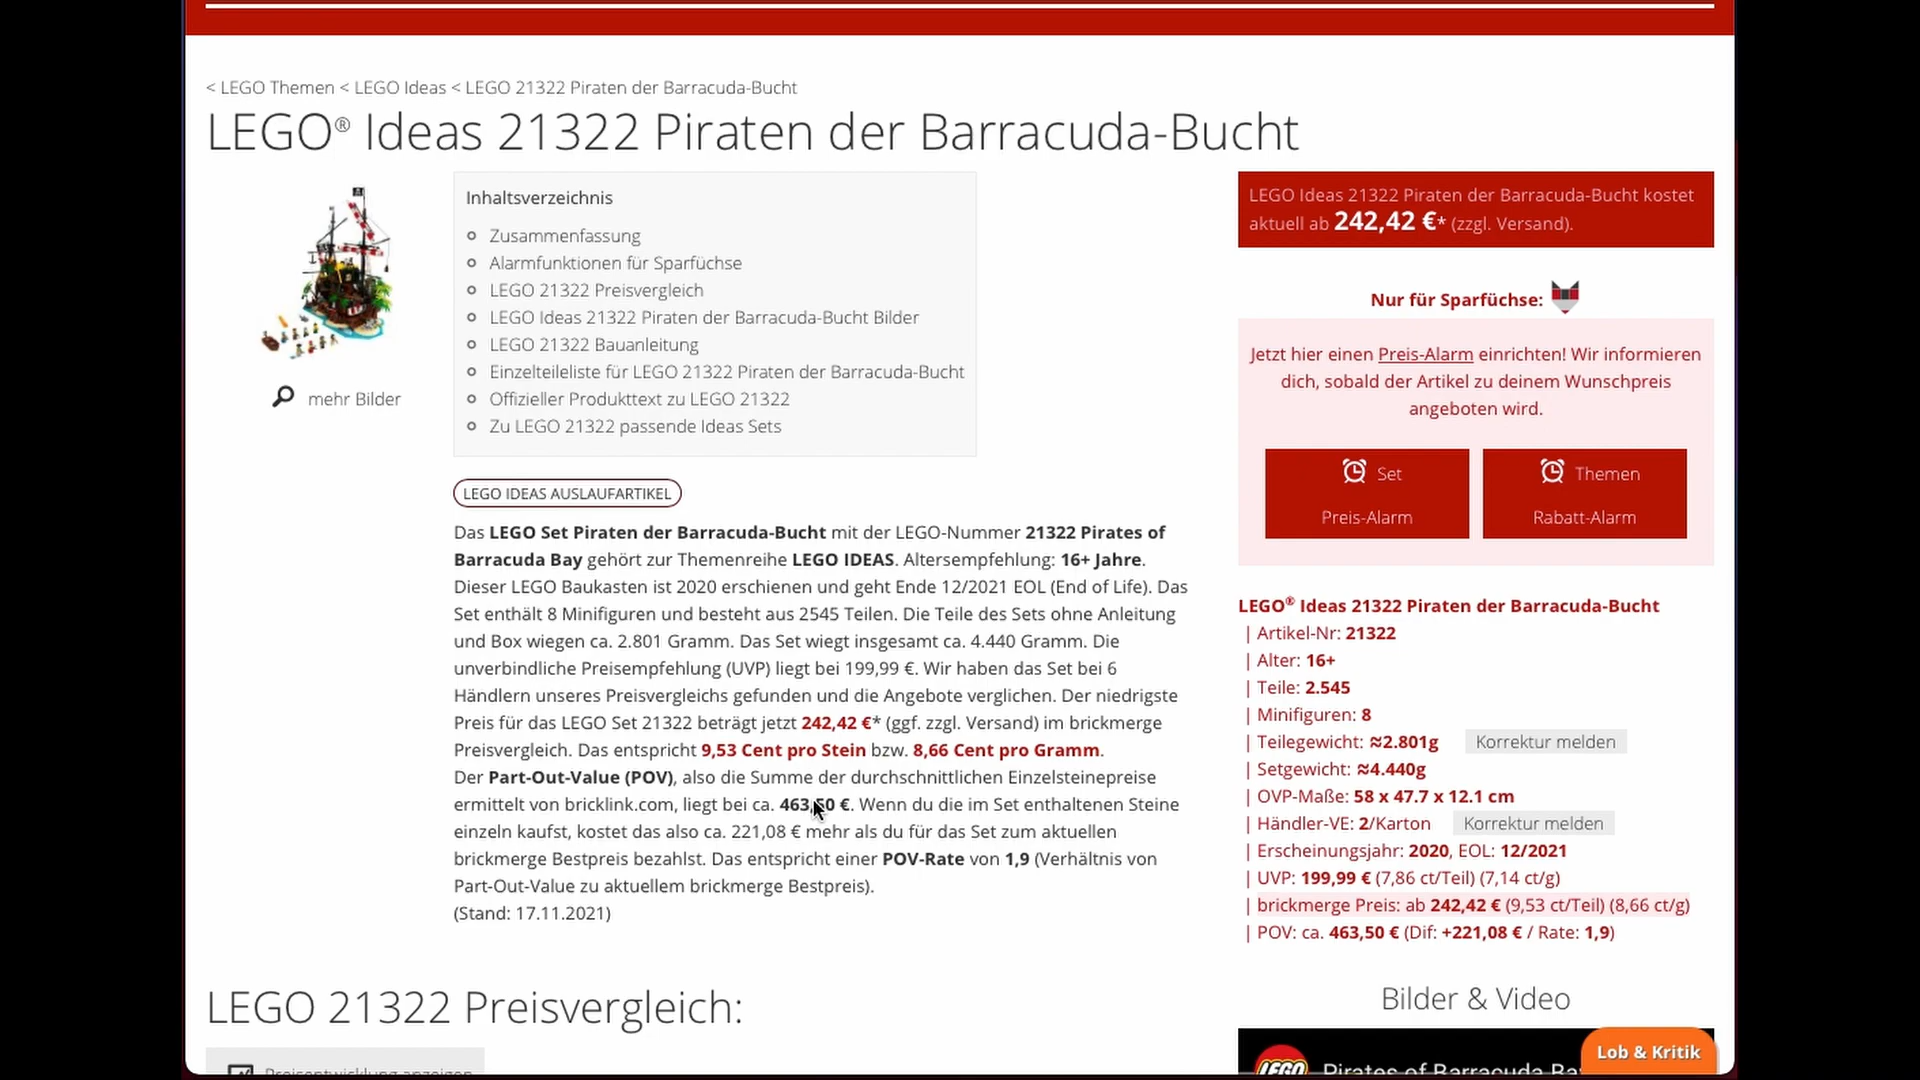 < LEGO Themen < LEGO Ideas < LEGO 21322 Piraten der Barracuda-Bucht
LEGO® Ideas 21322 Piraten der Barracuda-Bucht
mehr Bilder
Inhaltsverzeichnis
Zusammenfassung
Alarmfunktionen für Sparfüchse
LEGO 21322 Preisvergleich
LEGO Ideas 21322 Piraten der Barracuda-Bucht Bilder
LEGO 21322 Bauanleitung
Einzelteileliste für LEGO 21322 Piraten der Barracuda-Bucht
Offizieller Produkttext zu LEGO 21322
Zu LEGO 21322 passende Ideas Sets
LEGO IDEAS AUSLAUFARTIKEL
Das LEGO Set Piraten der Barracuda-Bucht mit der LEGO-Nummer 21322 Pirates of
Barracuda Bay gehört zur Themenreihe LEGO IDEAS. Altersempfehlung: 16+ Jahre.
Dieser LEGO Baukasten ist 2020 erschienen und geht Ende 12/2021 EOL (End of Life). Das
Set enthält 8 Minifiguren und besteht aus 2545 Teilen. Die Teile des Sets ohne Anleitung
und Box wiegen ca. 2.801 Gramm. Das Set wiegt insgesamt ca. 4.440 Gramm. Die
unverbindliche Preisempfehlung (UVP) liegt bei 199,99 €. Wir haben das Set bei 6
Händlern unseres Preisvergleichs gefunden und die Angebote verglichen. Der niedrigste
Preis für das LEGO Set 21322 beträgt jetzt 242,42 €* (ggf. zzgl. Versand) im brickmerge
Preisvergleich. Das entspricht 9,53 Cent pro Stein bzw. 8,66 Cent pro Gramm.
Der Part-Out-Value (POV), also die Summe der durchschnittlichen Einzelsteinepreise
ermittelt von bricklink.com, liegt bei ca. 463,50 €. Wenn du die im Set enthaltenen Steine
einzeln kaufst, kostet das also ca. 221,08 € mehr als du für das Set zum aktuellen
brickmerge Bestpreis bezahlst. Das entspricht einer POV-Rate von 1,9 (Verhältnis von
Part-Out-Value zu aktuellem brickmerge Bestpreis).
(Stand: 17.11.2021)
LEGO 21322 Preisvergleich:
Preisentwicklung anzeigen
LEGO Ideas 21322 Piraten der Barracuda-Bucht kostet
aktuell ab 242,42 €* (zzgl. Versand).
Nur für Sparfüchse:
Jetzt hier einen Preis-Alarm einrichten! Wir informieren
dich, sobald der Artikel zu deinem Wunschpreis
angeboten wird.
Set
Preis-Alarm
Themen
Rabatt-Alarm
LEGO® Ideas 21322 Piraten der Barracuda-Bucht
| Artikel-Nr: 21322
| Alter: 16+
| Teile: 2.545
| Minifiguren: 8
| Teilegewicht: ≈2.801g Korrektur melden
| Setgewicht: ≈4.440g
| OVP-Maße: 58 x 47.7 x 12.1 cm
| Händler-VE: 2/Karton Korrektur melden
| Erscheinungsjahr: 2020, EOL: 12/2021
| UVP: 199,99 € (7,86 ct/Teil) (7,14 ct/g)
| brickmerge Preis: ab 242,42 € (9,53 ct/Teil) (8,66 ct/g)
| POV: ca. 463,50 € (Dif: +221,08 € / Rate: 1,9)
Bilder & Video
LEGO
Pirates of Barracuda Ba
Lob & Kritik